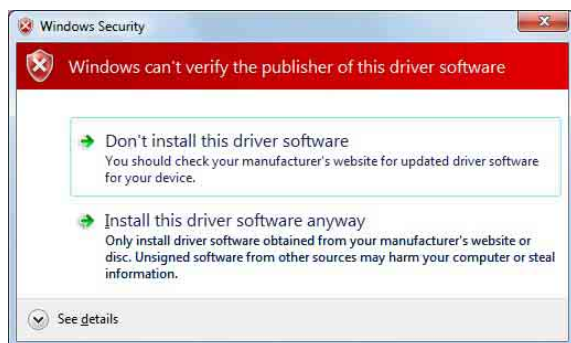 Windows Security
Windows can't verify the publisher of this driver software
Don't install this driver software
You should check your manufacturer's website for updated driver software
for your device.
Install this driver software anyway
Only install driver software obtained from your manufacturer's website or
disc. Unsigned software from other sources may harm your computer or steal
information.
See details